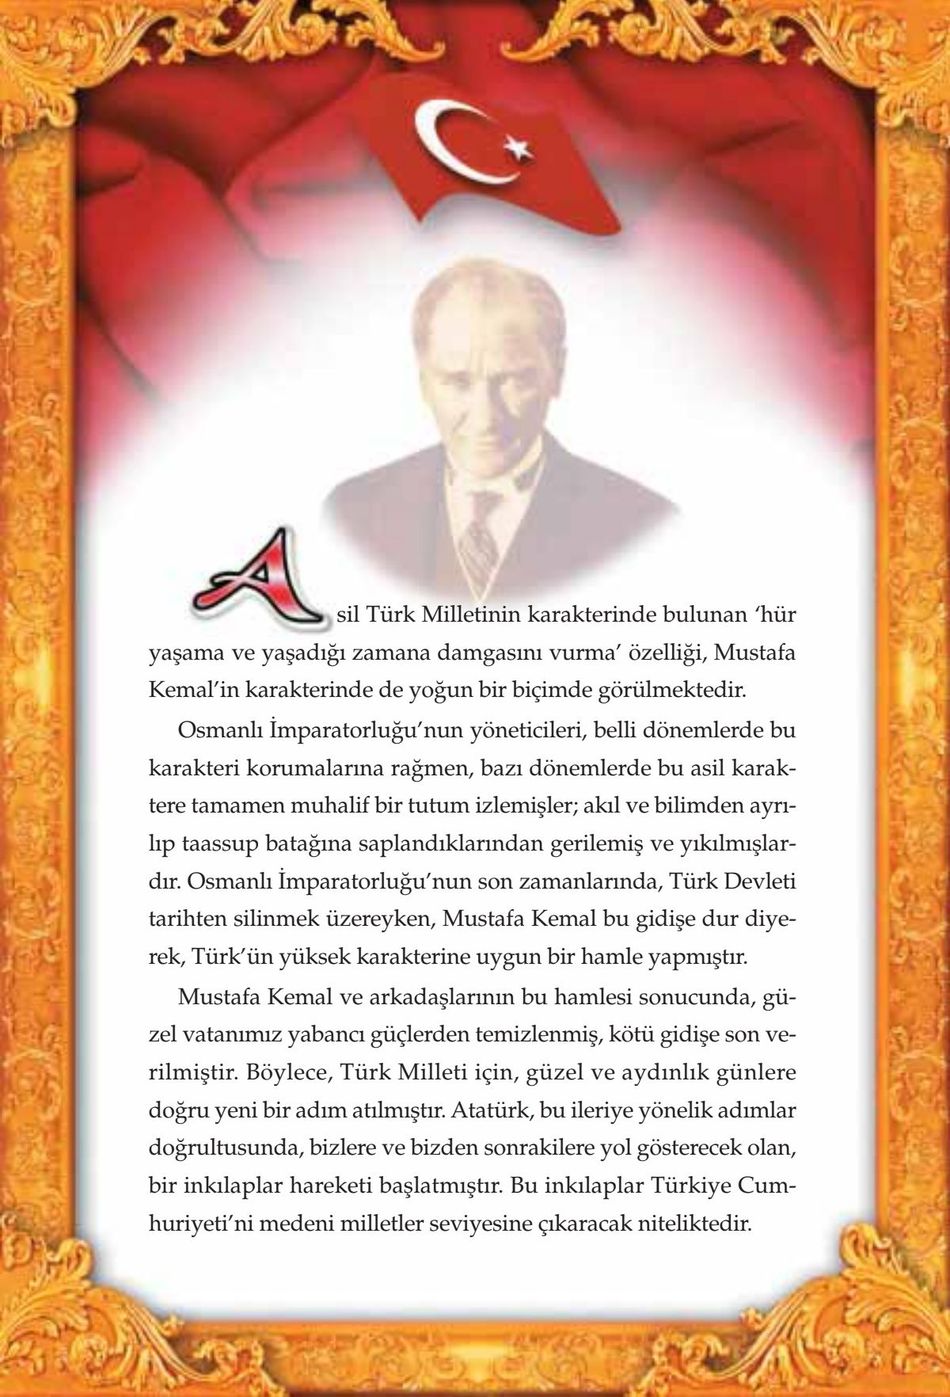 Asil Türk Milletinin karakterinde bulunan ‘hür
yaşama ve yaşadığı zamana damgasını vurma’ özelliği, Mustafa
Kemal’in karakterinde de yoğun bir biçimde görülmektedir.
Osmanlı İmparatorluğu’nun yöneticileri, belli dönemlerde bu
karakteri korumalarına rağmen, bazı dönemlerde bu asil karak-
tere tamamen muhalif bir tutum izlemişler; akıl ve bilimden ayrı-
lıp taassup batağına saplandıklarından gerilemiş ve yıkılmışlar-
dır. Osmanlı İmparatorluğu’nun son zamanlarında, Türk Devleti
tarihten silinmek üzereyken, Mustafa Kemal bu gidişe dur diye-
rek, Türk’ün yüksek karakterine uygun bir hamle yapmıştır.
Mustafa Kemal ve arkadaşlarının bu hamlesi sonucunda, gü-
zel vatanımız yabancı güçlerden temizlenmiş, kötü gidişe son ve-
rilmiştir. Böylece, Türk Milleti için, güzel ve aydınlık günlere
doğru yeni bir adım atılmıştır. Atatürk, bu ileriye yönelik adımlar
doğrultusunda, bizlere ve bizden sonrakilere yol gösterecek olan,
bir inkılaplar hareketi başlatmıştır. Bu inkılaplar Türkiye Cum-
huriyeti’ni medeni milletler seviyesine çıkaracak niteliktedir.